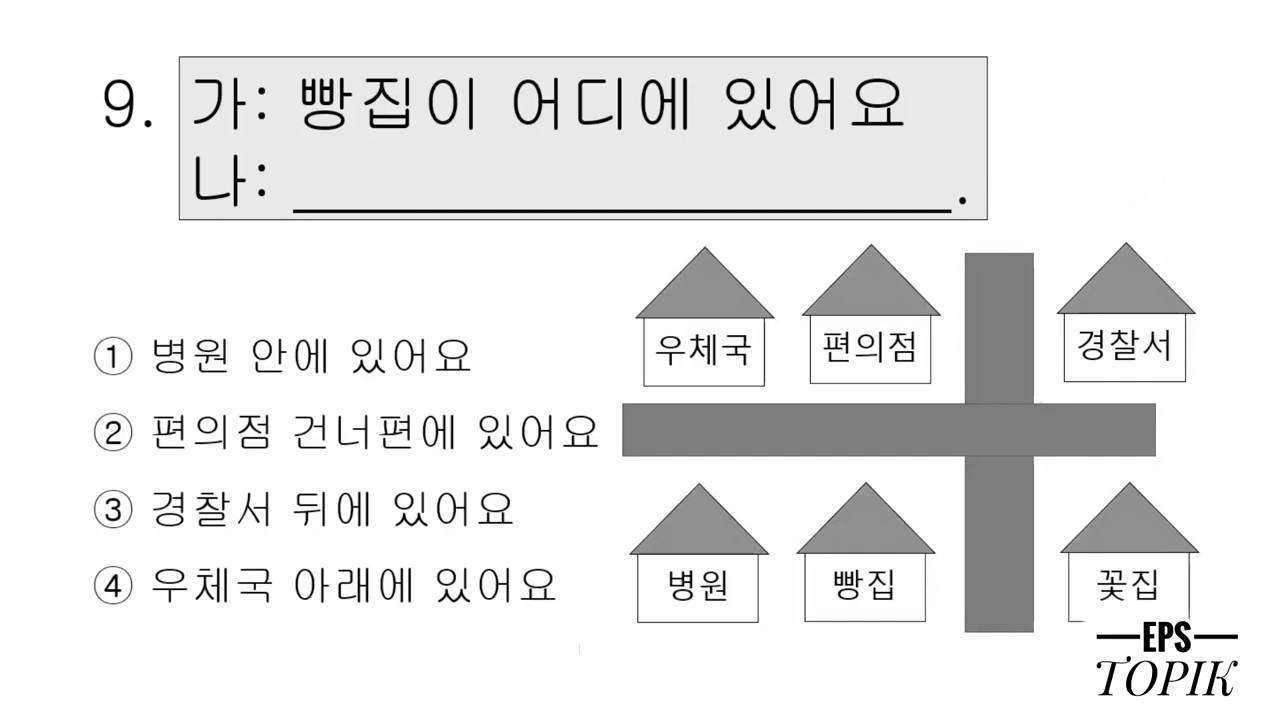 9. 가: 빵집이 어디에 있어요
나: ____________________.
① 병원 안에 있어요
② 편의점 건너편에 있어요
③ 경찰서 뒤에 있어요
④ 우체국 아래에 있어요
우체국 편의점 경찰서
병원 빵집 꽃집
EPS
TOPIK